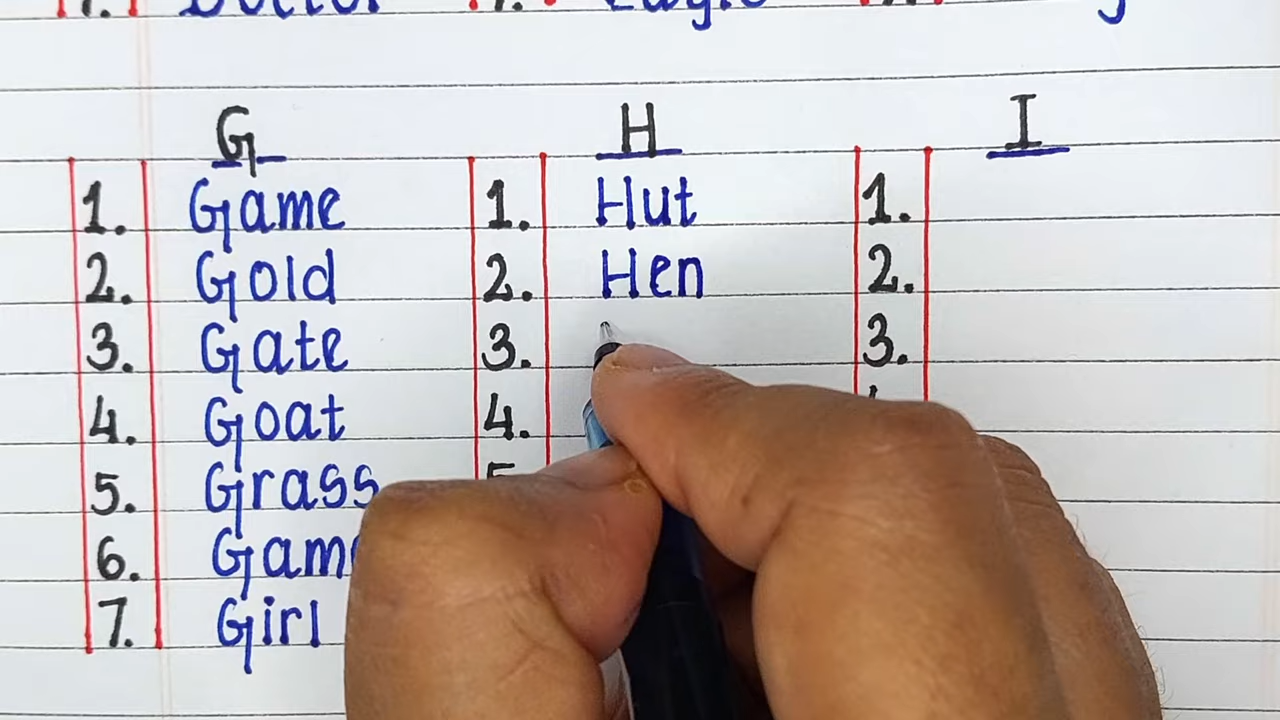 G H I
1. Game 1. Hut 1.
2. Gold 2. Hen 2.
3. Gate 3. 3.
4. Goat 4.
5. Grass
6.
7. Girl